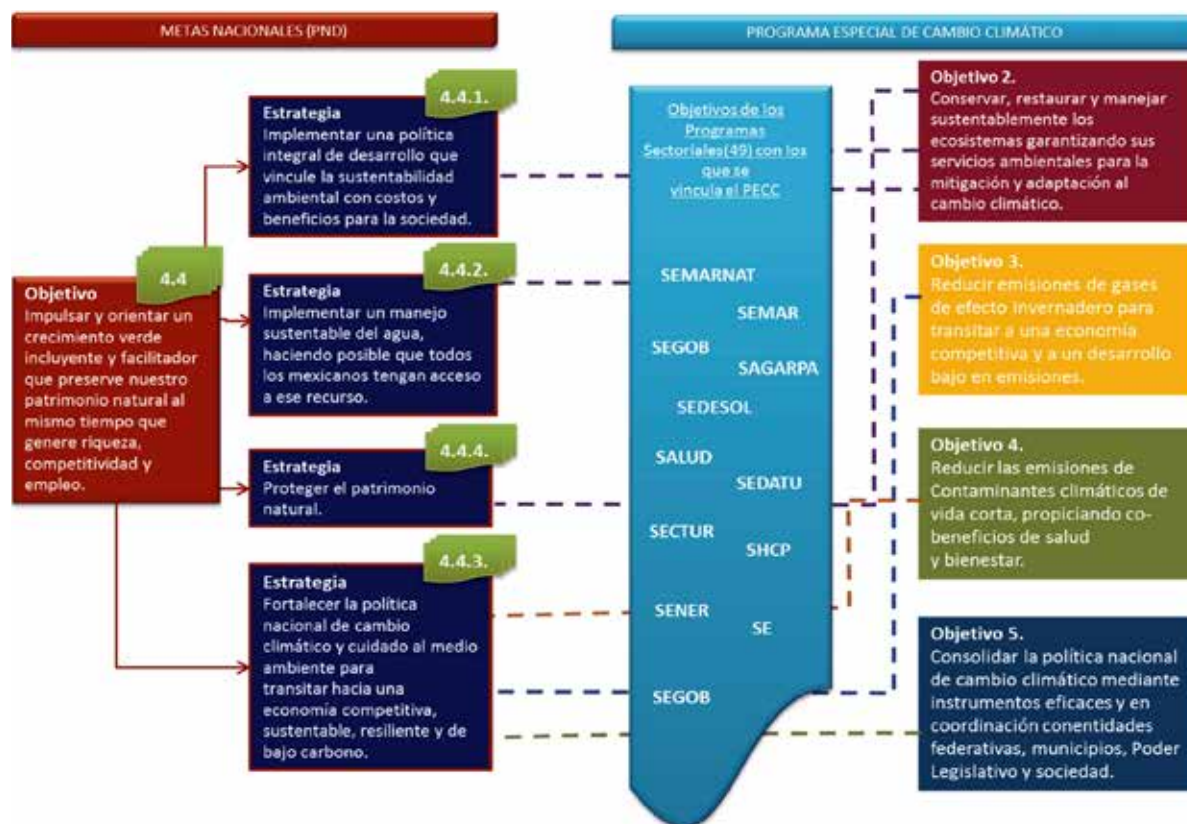 METAS NACIONALES (PND)
PROGRAMA ESPECIAL DE CAMBIO CLIMÁTICO
4.4
Objetivo
Impulsar y orientar un
crecimiento verde
incluyente y facilitador
que preserve nuestro
patrimonio natural al
mismo tiempo que
genere riqueza,
competitividad y
empleo.
4.4.1.
Estrategia
Implementar una política
integral de desarrollo que
vincule la sustentabilidad
ambiental con costos y
beneficios para la sociedad.
4.4.2.
Estrategia
Implementar un manejo
sustentable del agua,
haciendo posible que todos
los mexicanos tengan acceso
a ese recurso.
4.4.4.
Estrategia
Proteger el patrimonio
natural.
4.4.3.
Estrategia
Fortalecer la política
nacional de cambio
climático y cuidado al medio
ambiente para
transitar hacia una
economía competitiva,
sustentable, resiliente y de
bajo carbono.
Objetivos de los
Programas
Sectoriales(49) con los
que se
vincula el PECC
SEMARNAT
SEMAR
SEGOB
SAGARPA
SEDESOL
SALUD
SEDATU
SECTUR
SHCP
SENER
SE
SEGOB
Objetivo 2.
Conservar, restaurar y manejar
sustentablemente los
ecosistemas garantizando sus
servicios ambientales para la
mitigación y adaptación al
cambio climático.
Objetivo 3.
Reducir emisiones de gases
de efecto invernadero para
transitar a una economía
competitiva y a un desarrollo
bajo en emisiones.
Objetivo 4.
Reducir las emisiones de
Contaminantes climáticos de
vida corta, propiciando co-
beneficios de salud
y bienestar.
Objetivo 5.
Consolidar la política nacional
de cambio climático mediante
instrumentos eficaces y en
coordinación conentidades
federativas, municipios, Poder
Legislativo y sociedad.